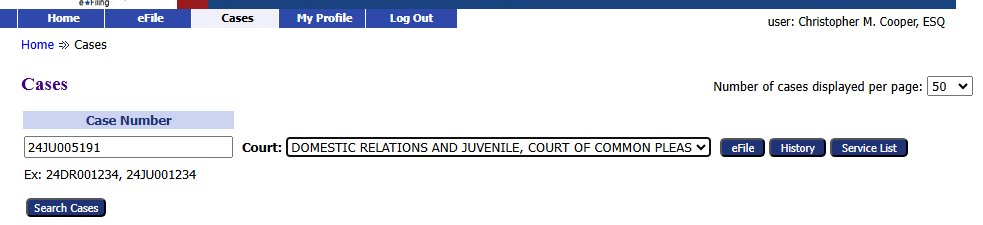 e★Filing
Home eFile Cases My Profile Log Out
user: Christopher M. Cooper, ESQ
Home ⇒ Cases
Cases
Number of cases displayed per page: 50
Case Number
24JU005191 Court: DOMESTIC RELATIONS AND JUVENILE, COURT OF COMMON PLEAS eFile History Service List
Ex: 24DR001234, 24JU001234
Search Cases